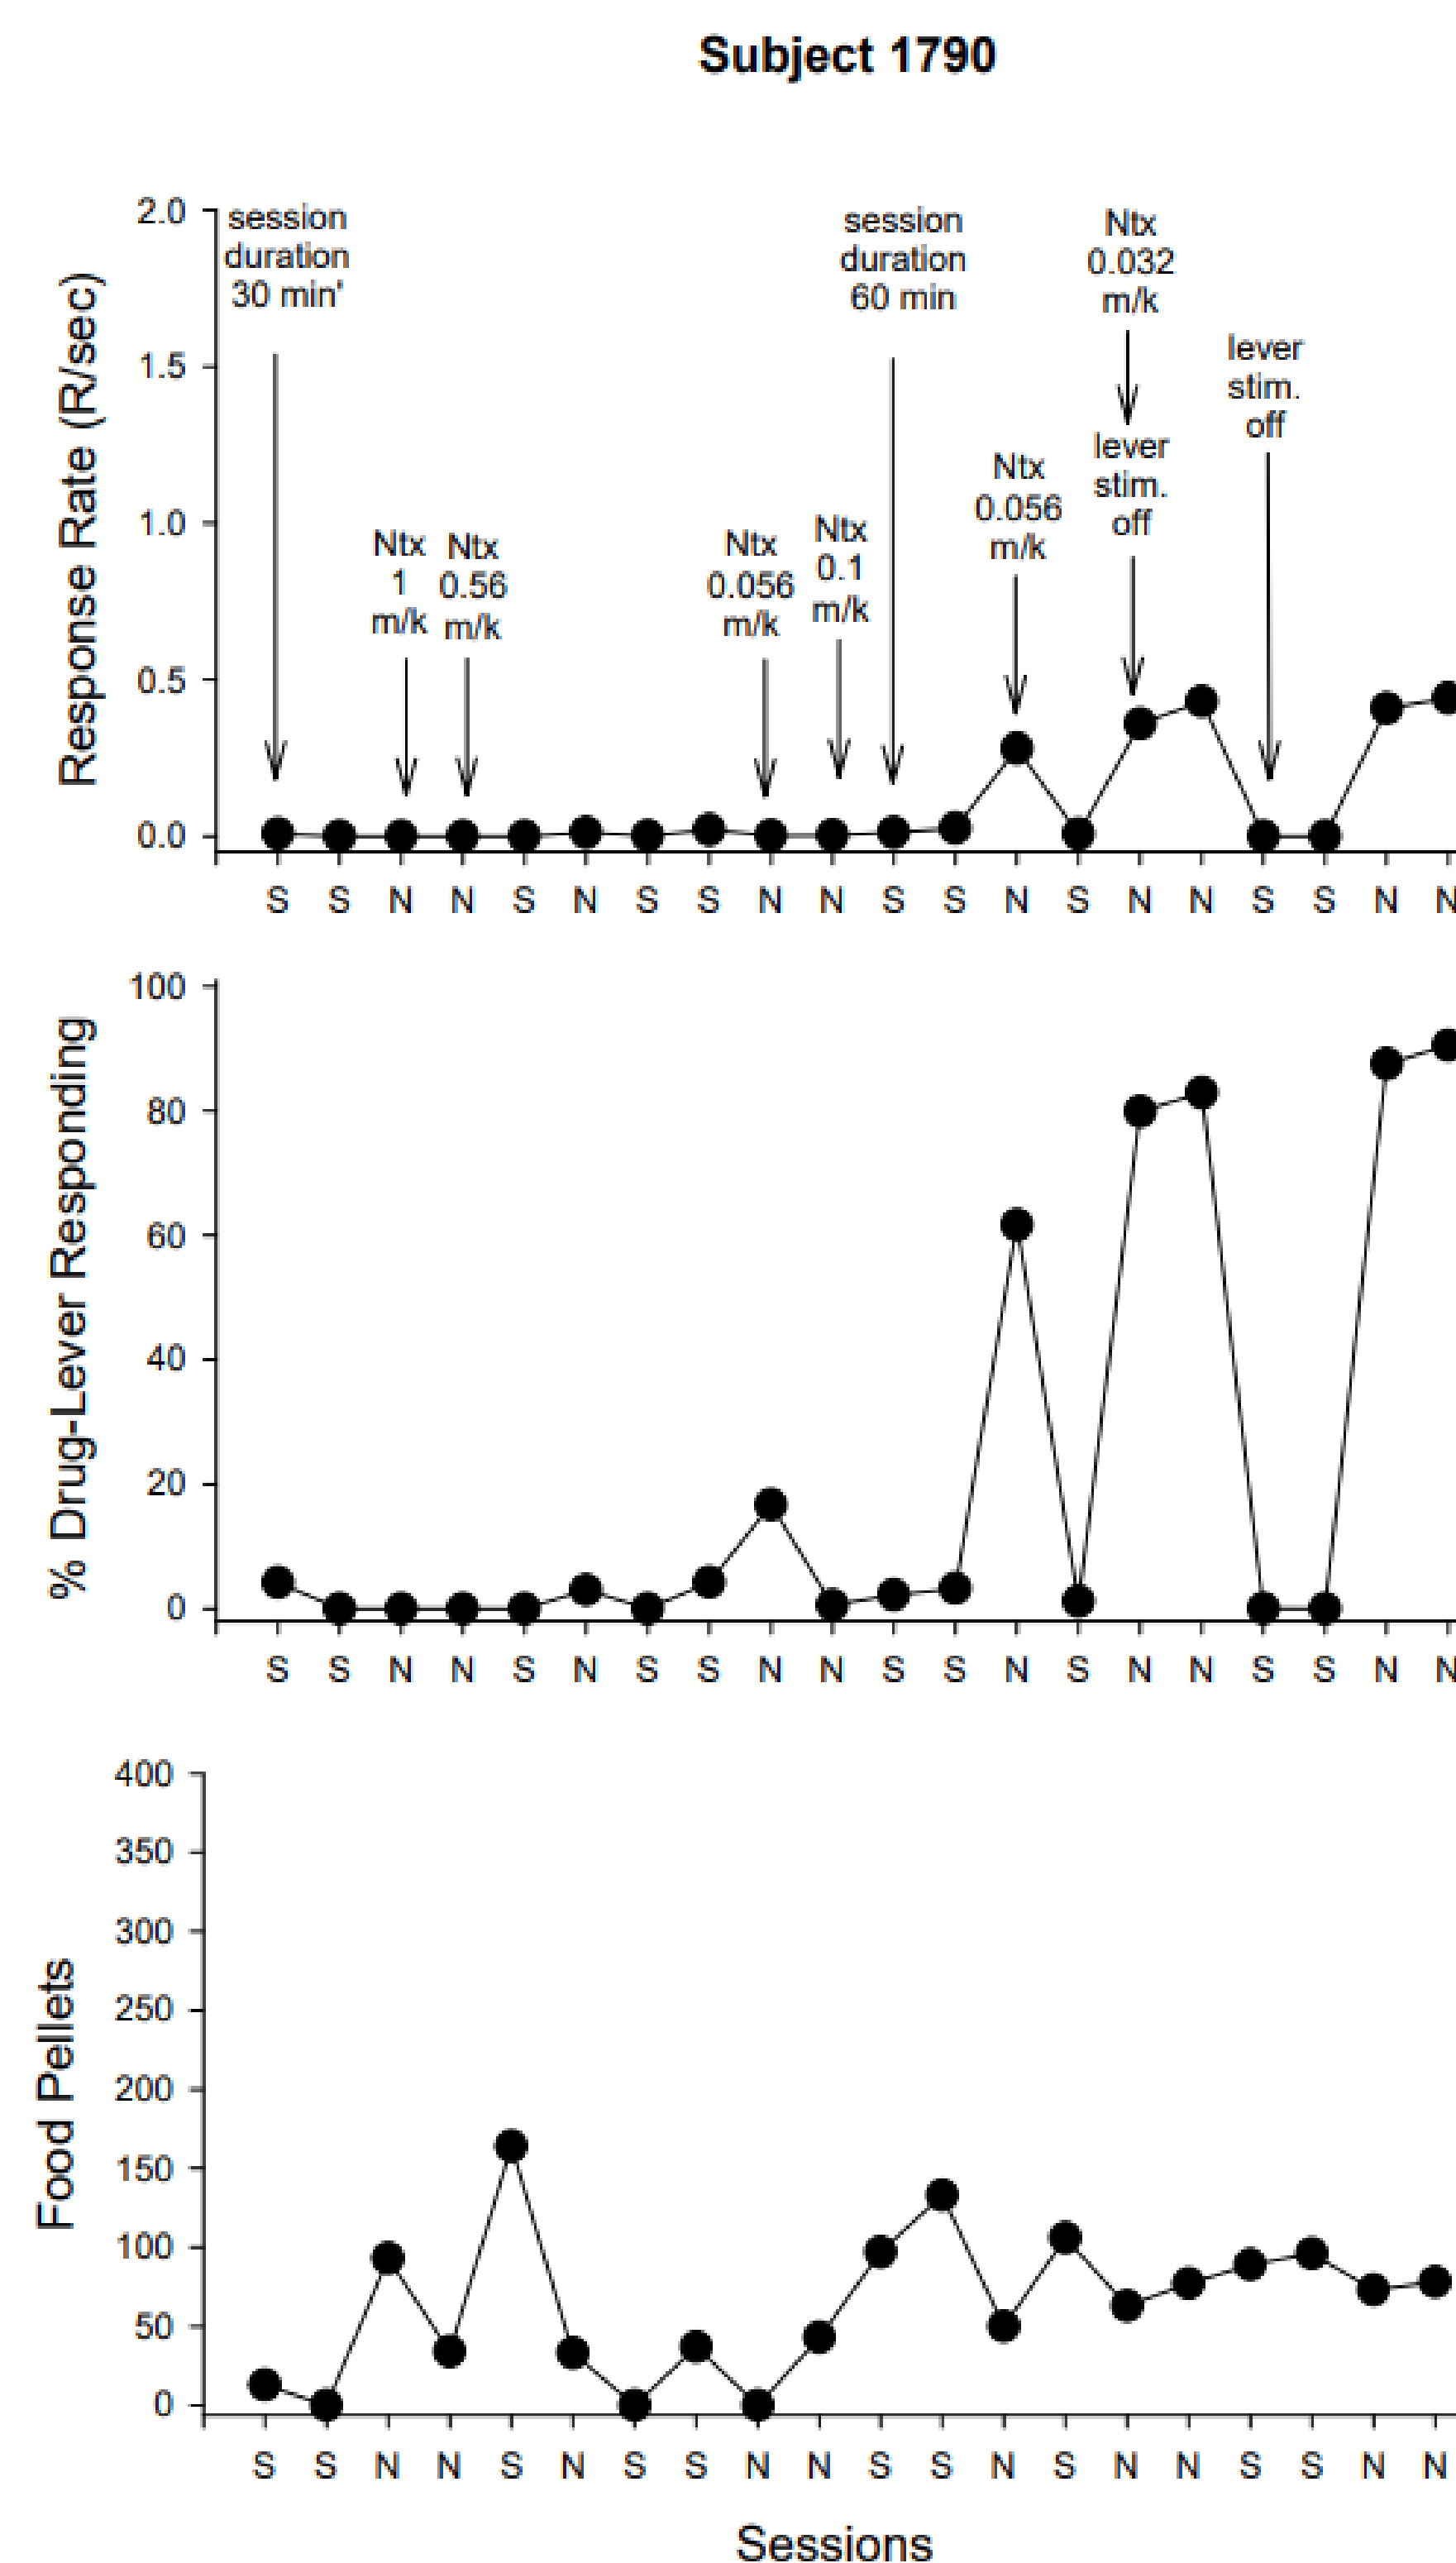 Subject 1790
2.0
1.5
1.0
0.5
0.0
Response Rate (R/sec)
session
duration
30 min'
Ntx
1
m/k
Ntx
0.56
m/k
Ntx
0.056
m/k
Ntx
0.1
m/k
session
duration
60 min
Ntx
0.056
m/k
Ntx
0.032
m/k
lever
stim.
off
lever
stim.
off
S S N N S N S S N N S S N S N N S S N N
100
80
60
40
20
0
% Drug-Lever Responding
S S N N S N S S N N S S N S N N S S N N
400
350
300
250
200
150
100
50
0
Food Pellets
S S N N S N S S N N S S N S N N S S N N
Sessions